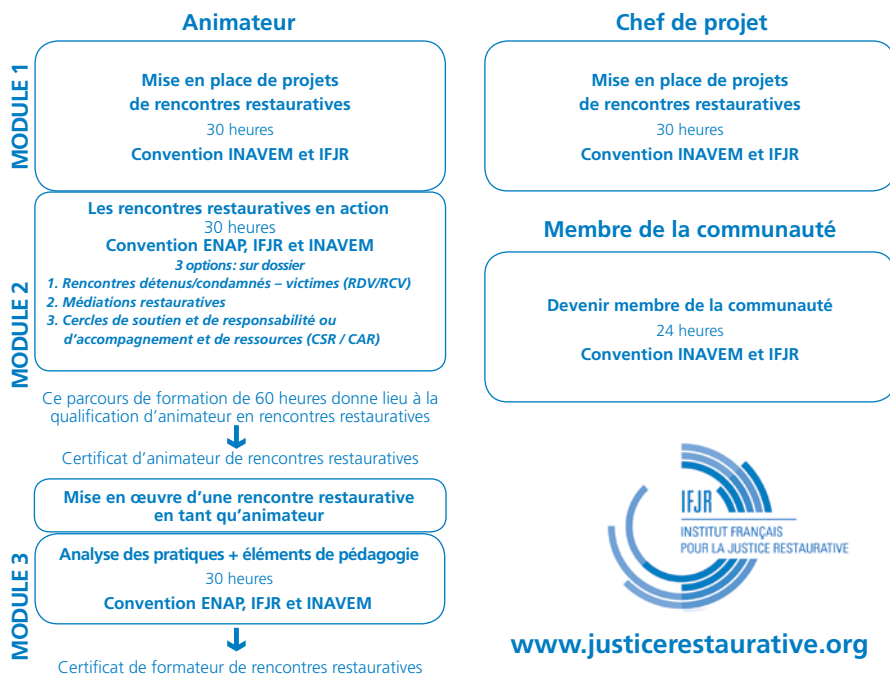 Animateur
MODULE 1
Mise en place de projets
de rencontres restauratives
30 heures
Convention INAVEM et IFJR
MODULE 2
Les rencontres restauratives en action
30 heures
Convention ENAP, IFJR et INAVEM
3 options: sur dossier
1. Rencontres détenus/condamnés – victimes (RDV/RCV)
2. Médiations restauratives
3. Cercles de soutien et de responsabilité ou
d’accompagnement et de ressources (CSR / CAR)
Ce parcours de formation de 60 heures donne lieu à la
qualification d’animateur en rencontres restauratives
Certificat d’animateur de rencontres restauratives
Mise en œuvre d’une rencontre restaurative
en tant qu’animateur
MODULE 3
Analyse des pratiques + éléments de pédagogie
30 heures
Convention ENAP, IFJR et INAVEM
Certificat de formateur de rencontres restauratives
Chef de projet
Mise en place de projets
de rencontres restauratives
30 heures
Convention INAVEM et IFJR
Membre de la communauté
Devenir membre de la communauté
24 heures
Convention INAVEM et IFJR
IFJR
INSTITUT FRANÇAIS
POUR LA JUSTICE RESTAURATIVE
www.justicerestaurative.org